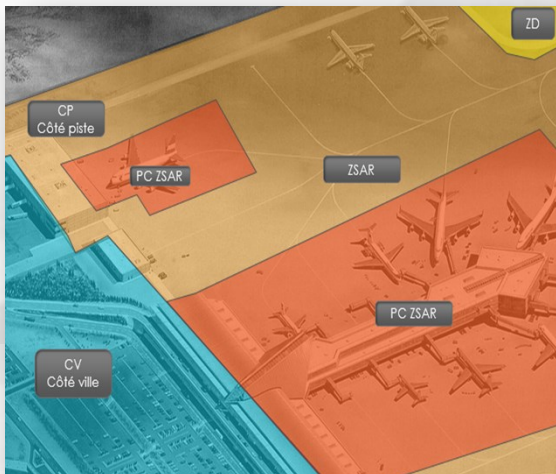 ZD
CP
Côté piste
PC ZSAR
ZSAR
PC ZSAR
CV
Côté ville